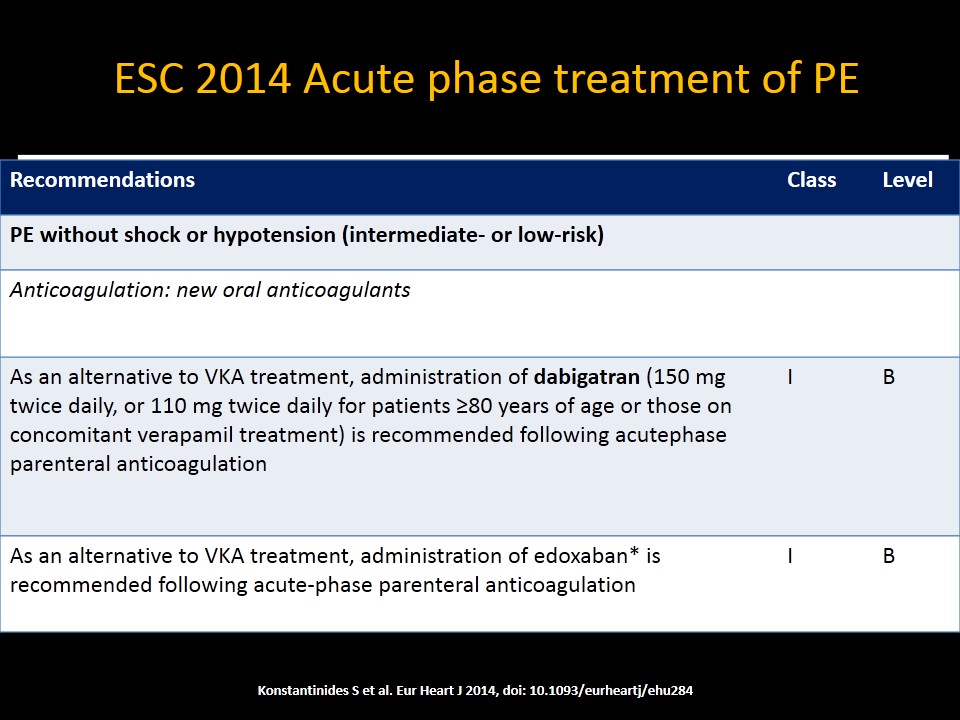 ESC 2014 Acute phase treatment of PE
Recommendations Class Level
PE without shock or hypotension (intermediate- or low-risk)
Anticoagulation: new oral anticoagulants
As an alternative to VKA treatment, administration of dabigatran (150 mg I B
twice daily, or 110 mg twice daily for patients ≥80 years of age or those on
concomitant verapamil treatment) is recommended following acutephase
parenteral anticoagulation
As an alternative to VKA treatment, administration of edoxaban* is I B
recommended following acute-phase parenteral anticoagulation
Konstantinides S et al. Eur Heart J 2014, doi: 10.1093/eurheartj/ehu284